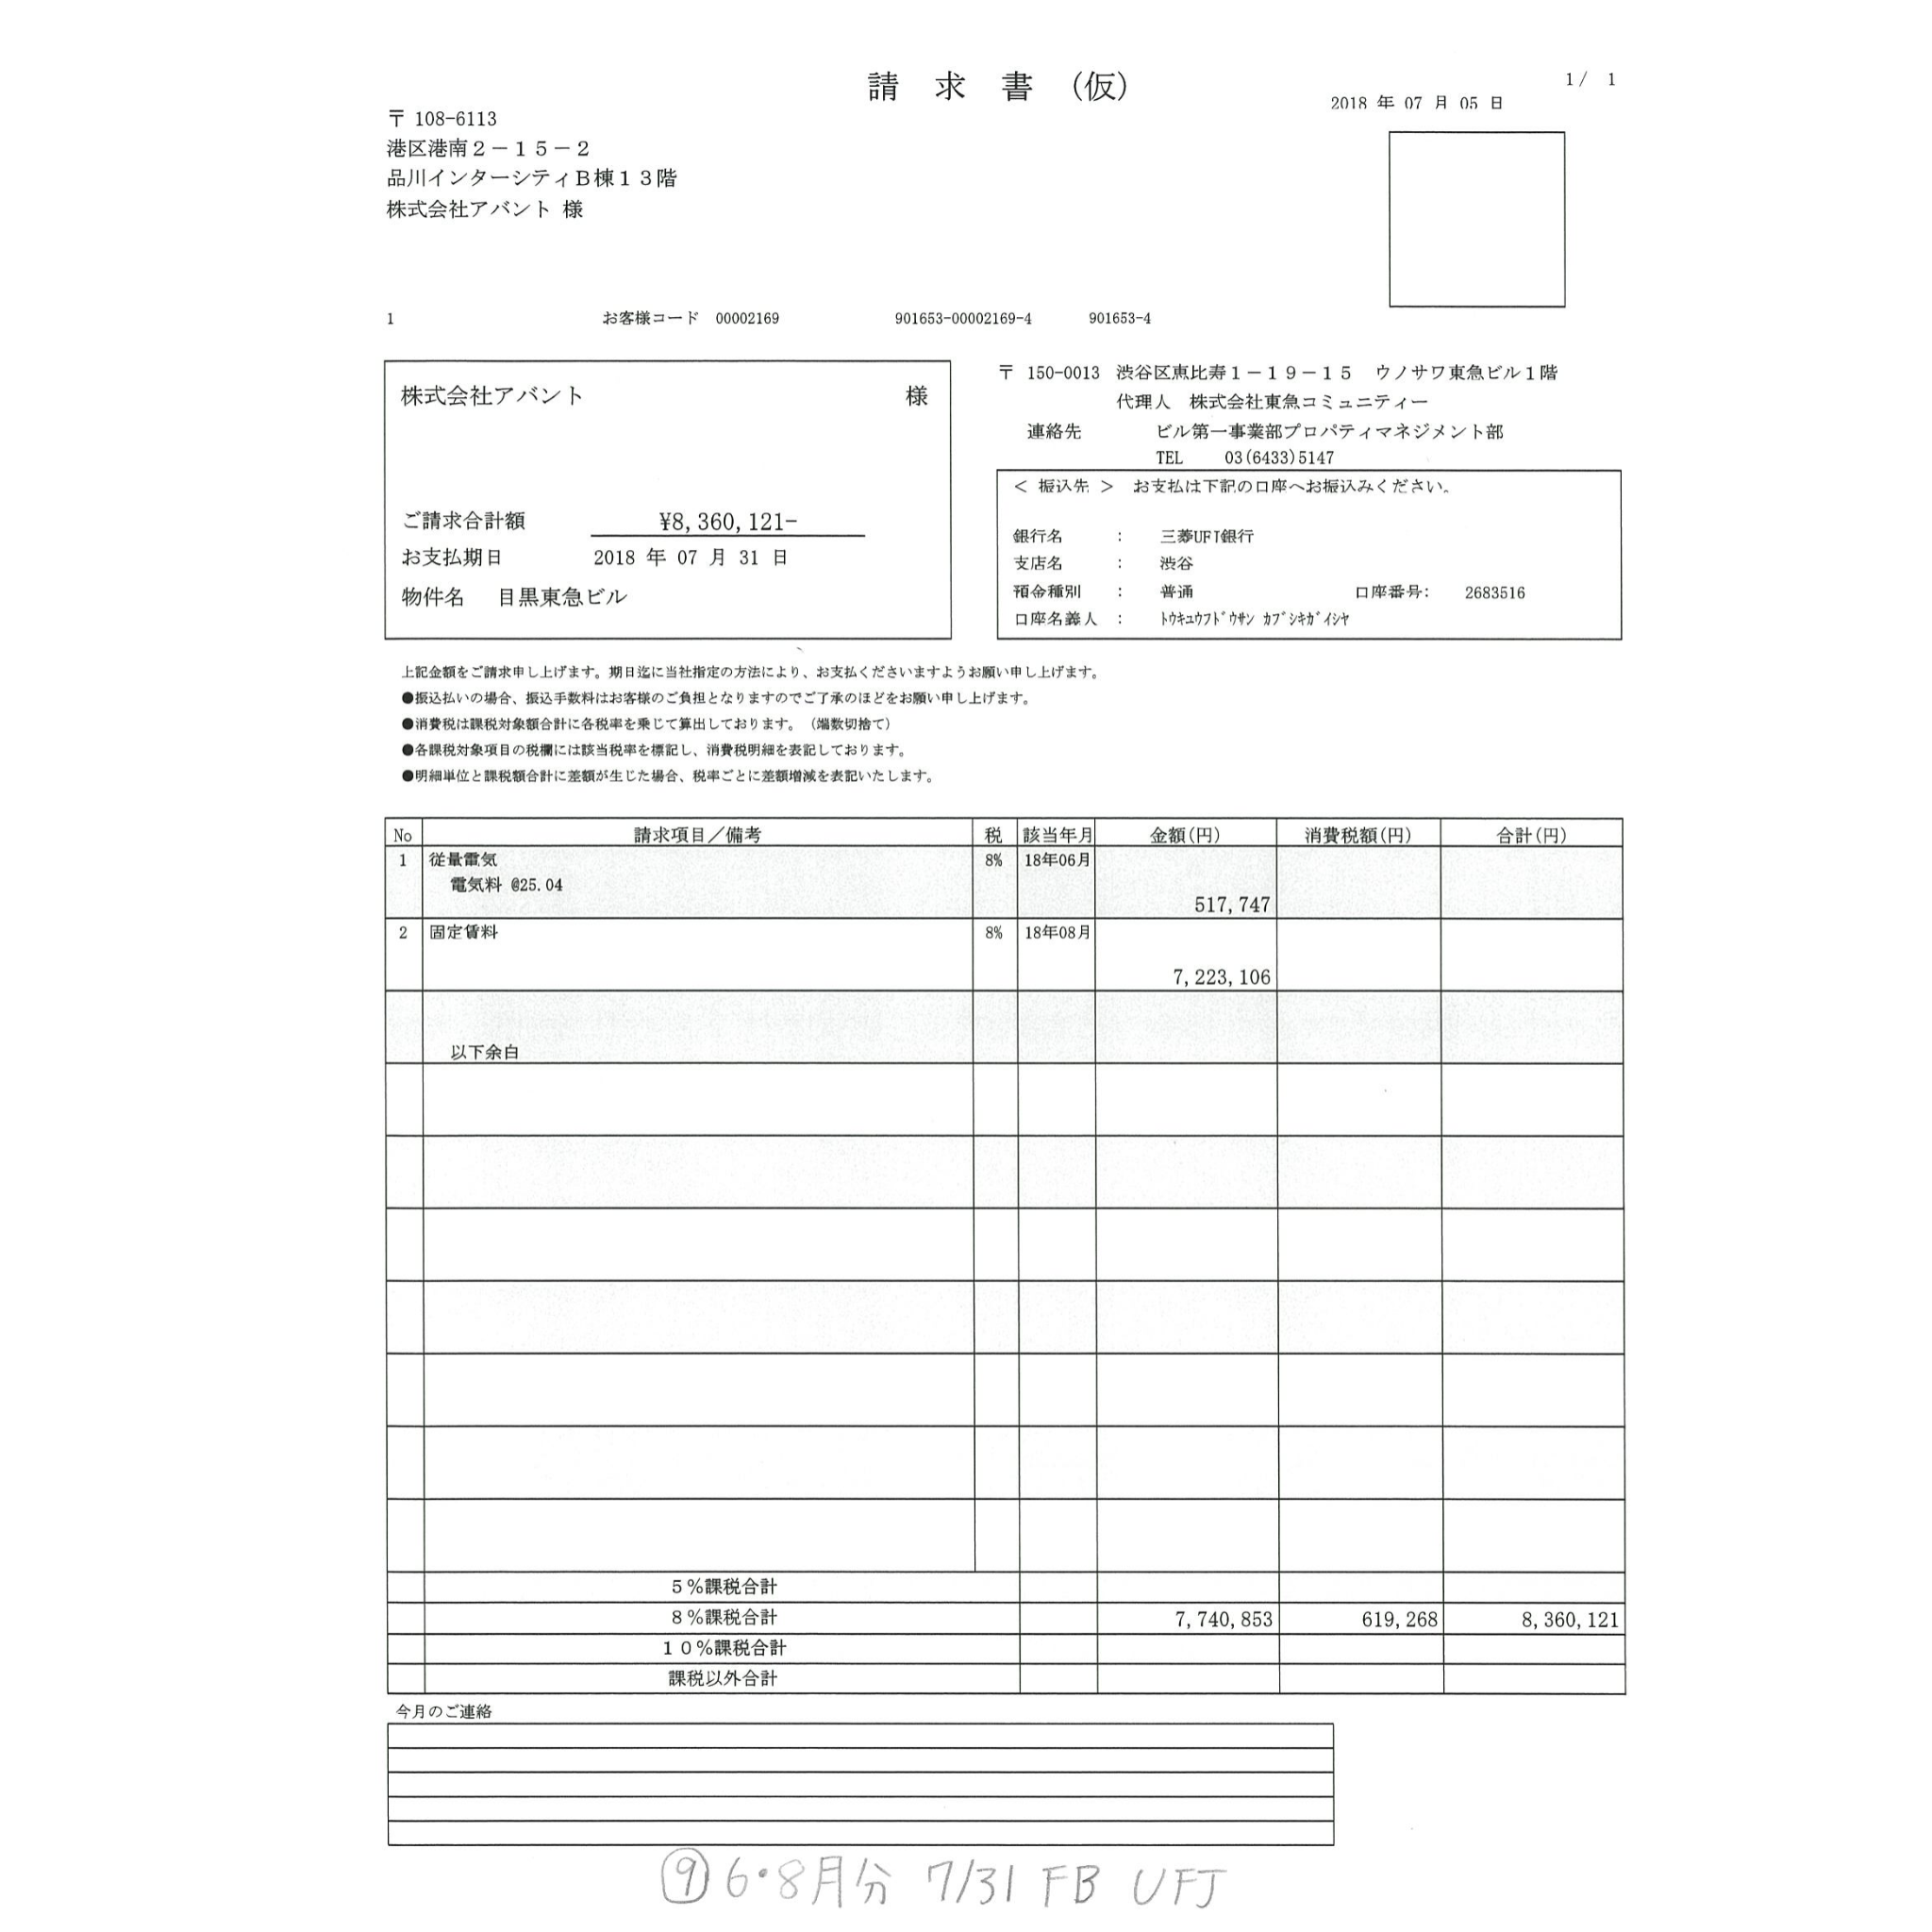 請 求 書 (仮)
1/ 1
2018 年 07 月 05 日
〒 108-6113
港区港南2-15-2
品川インターシティB棟13階
株式会社アバント 様
1 お客様コード 00002169 901653-00002169-4 901653-4
株式会社アバント 様
ご請求合計額 ¥8,360,121-
お支払期日 2018 年 07 月 31 日
物件名 目黒東急ビル
〒 150-0013 渋谷区恵比寿1-19-15 ウノサワ東急ビル1階
代理人 株式会社東急コミュニティー
連絡先 ビル第一事業部プロパティマネジメント部
TEL 03(6433)5147
< 振込先 > お支払は下記の口座へお振込みください。
銀行名 : 三菱UFJ銀行
支店名 : 渋谷
預金種別 : 普通 口座番号: 2683516
口座名義人 : ﾄｳｷﾕｳﾌﾄﾞｳｻﾝ ｶﾌﾞｼｷｶﾞｲｼﾔ
上記金額をご請求申し上げます。期日迄に当社指定の方法により、お支払くださいますようお願い申し上げます。
●振込払いの場合、振込手数料はお客様のご負担となりますのでご了承のほどをお願い申し上げます。
●消費税は課税対象額合計に各税率を乗じて算出しております。（端数切捨て）
●各課税対象項目の税欄には該当税率を標記し、消費税明細を表記しております。
●明細単位と課税額合計に差額が生じた場合、税率ごとに差額増減を表記いたします。
No 請求項目／備考 税 該当年月 金額(円) 消費税額(円) 合計(円)
1 従量電気 8% 18年06月
電気料 @25.04
517,747
2 固定賃料 8% 18年08月
7,223,106
以下余白
5%課税合計
8%課税合計 7,740,853 619,268 8,360,121
10%課税合計
課税以外合計
今月のご連絡
⑨6・8月分 7/31 FB UFJ